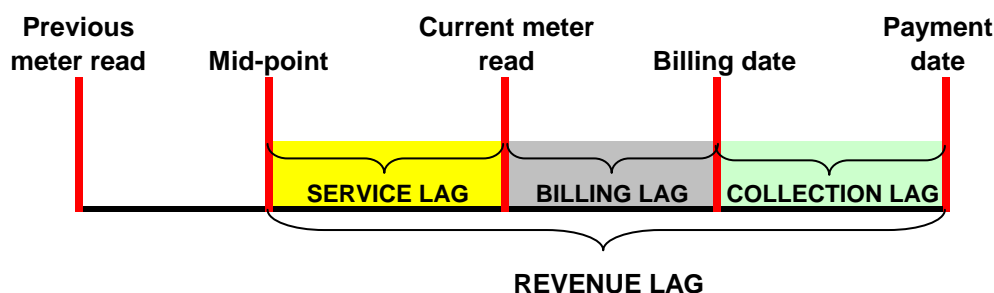 Previous
meter read
Mid-point
Current meter
read
Billing date
Payment
date
SERVICE LAG
BILLING LAG
COLLECTION LAG
REVENUE LAG